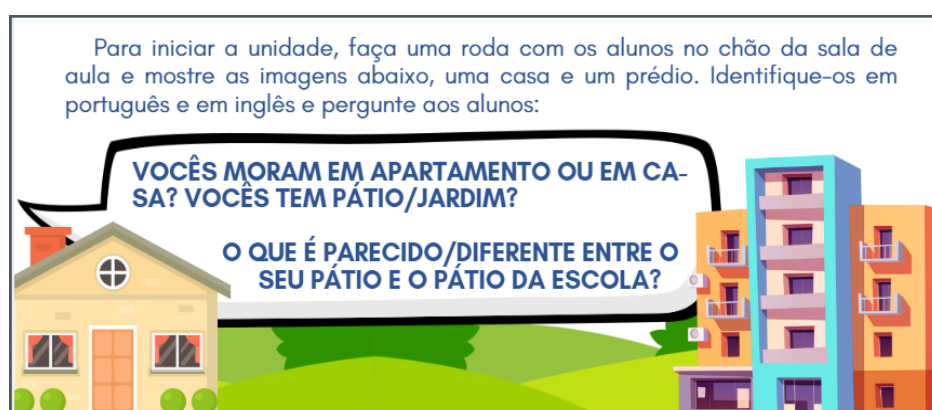 Para iniciar a unidade, faça uma roda com os alunos no chão da sala de
aula e mostre as imagens abaixo, uma casa e um prédio. Identifique-os em
português e em inglês e pergunte aos alunos:
VOCÊS MORAM EM APARTAMENTO OU EM CA-
SA? VOCÊS TEM PÁTIO/JARDIM?
O QUE É PARECIDO/DIFERENTE ENTRE O
SEU PÁTIO E O PÁTIO DA ESCOLA?